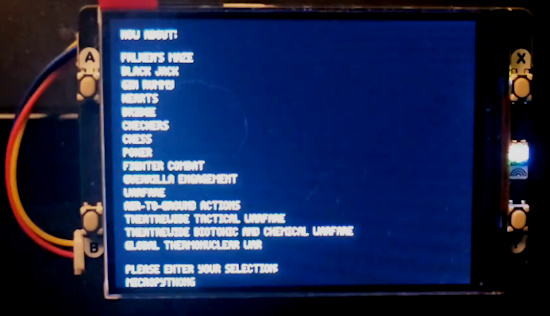 HOW ABOUT:
FALKEN'S MAZE
BLACK JACK
GIN RUMMY
HEARTS
BRIDGE
CHECKERS
CHESS
POKER
FIGHTER COMBAT
GUERRILLA ENGAGEMENT
WARFARE
AIR-TO-GROUND ACTIONS
THEATREWIDE TACTICAL WARFARE
THEATREWIDE BIOTOXIC AND CHEMICAL WARFARE
GLOBAL THERMONUCLEAR WAR
PLEASE ENTER YOUR SELECTION:
MICROPYTHONG
A
B
X